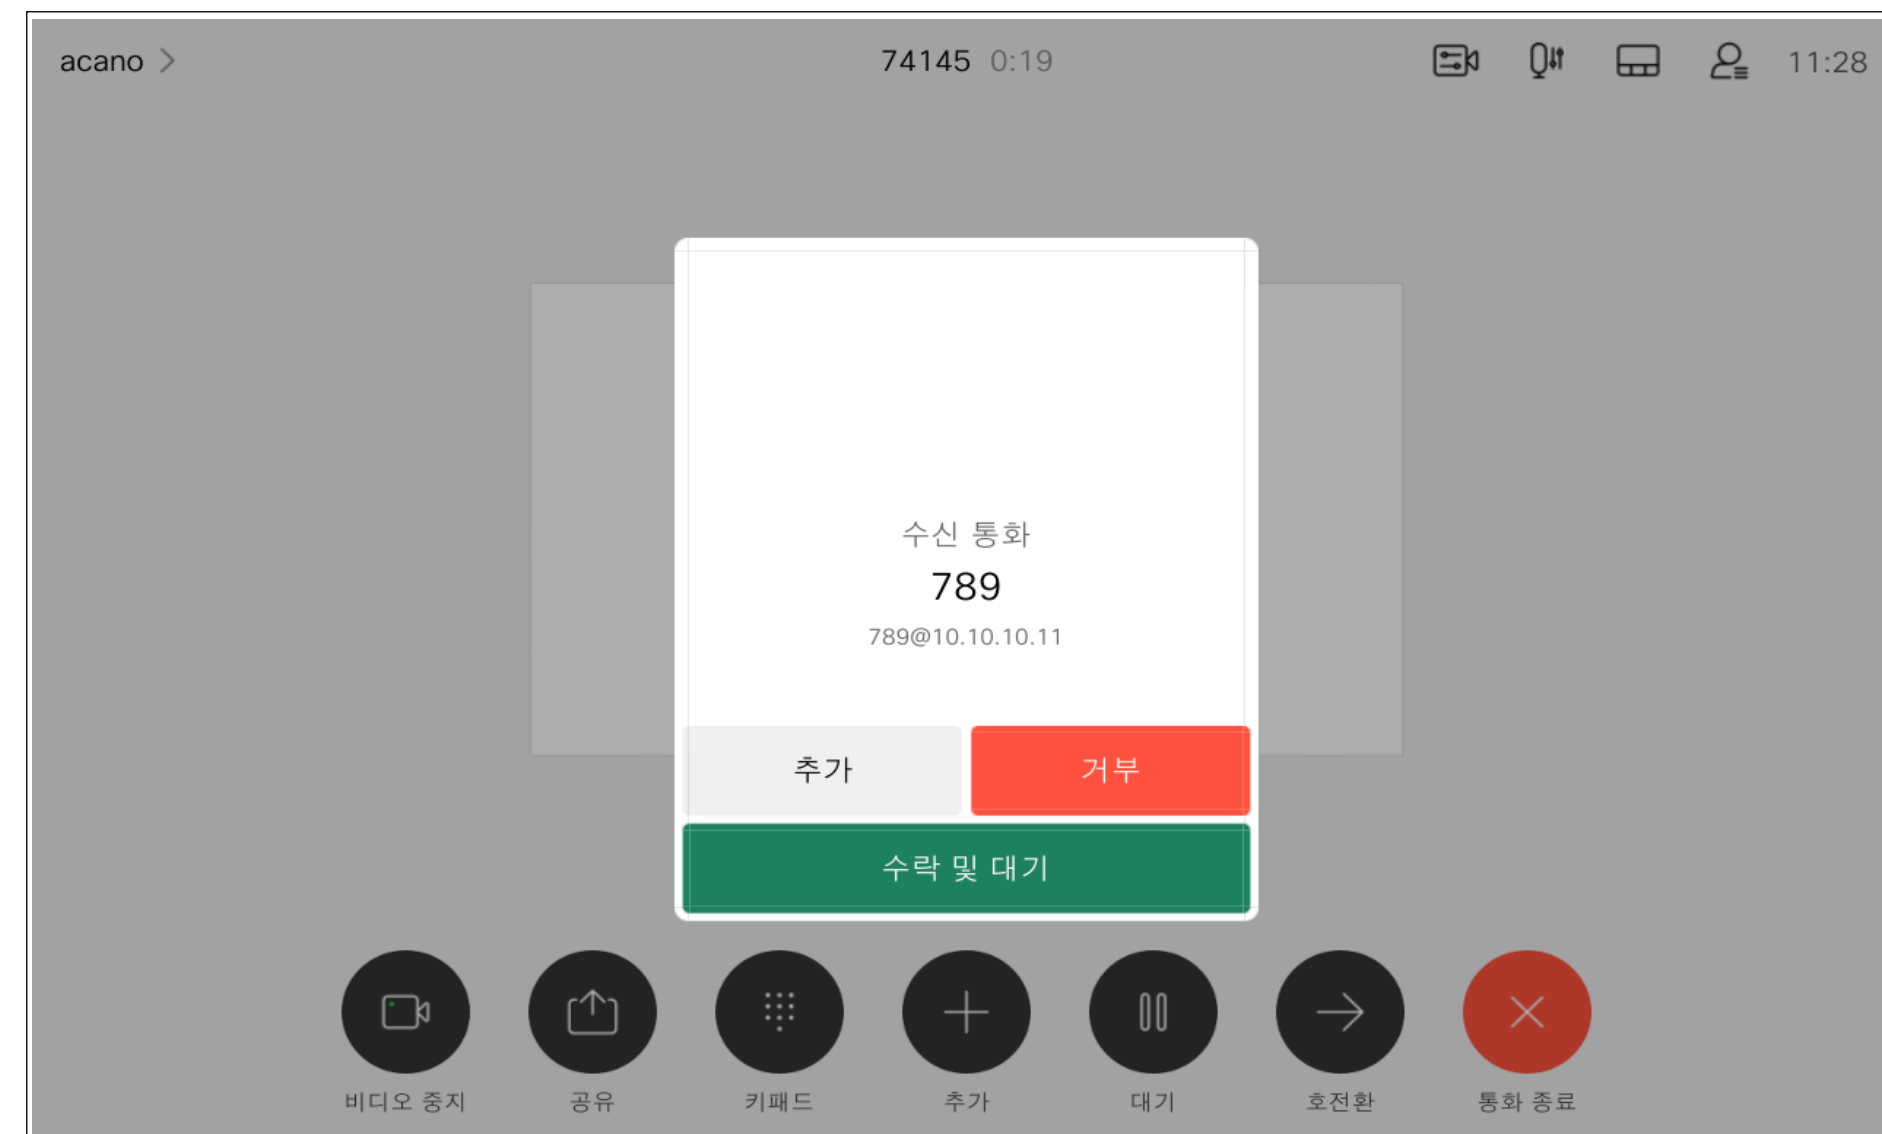 acano
74145 0:19
11:28
수신 통화
789
789@10.10.10.11
추가
거부
수락 및 대기
비디오 중지
공유
키패드
추가
대기
호전환
통화 종료